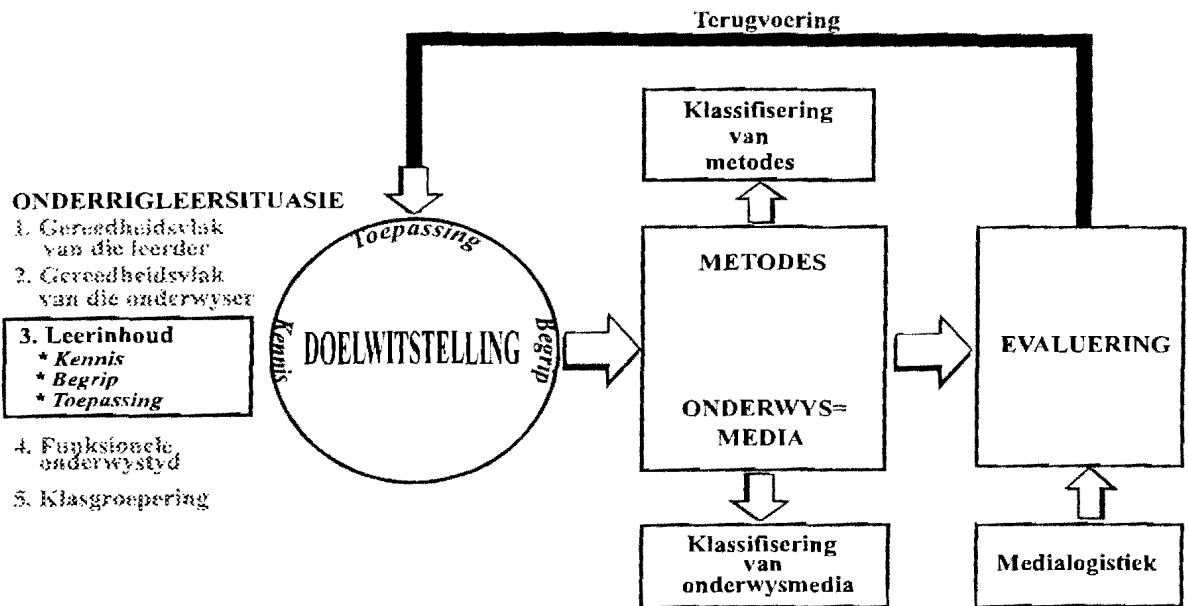 Terugvoering
Klassifisering
van
metodes
ONDERRIGLEERSITUASIE
1. Gereedheidsvlak
van die leerder
2. Gereedheidsvlak
van die onderwyser
3. Leerinhoud
* Kennis
* Begrip
* Toepassing
4. Funksionele
onderwystyd
5. Klasgroepering
Toepassing
Kennis
DOELWITSTELLING
Begrip
METODES
ONDERWYS=
MEDIA
EVALUERING
Klassifisering
van
onderwysmedia
Medialogistiek